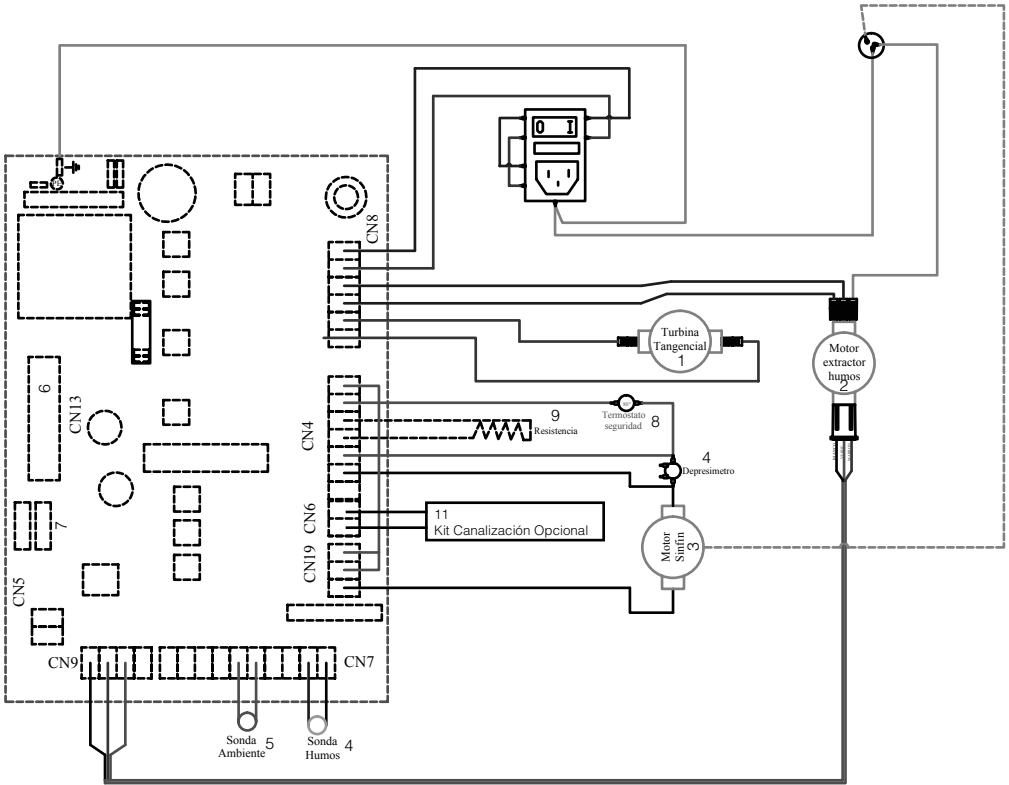 0 I
CN8
Turbina
Tangencial
1
Motor
extractor
humos
2
6
CN13
CN4
9
Resistencia
Termostato
seguridad
8
4
Depresimetro
7
CN6
11
Kit Canalización Opcional
Motor
Sinfin
3
CN19
CN5
CN9
CN7
Sonda
Ambiente
5
Sonda
Humos
4